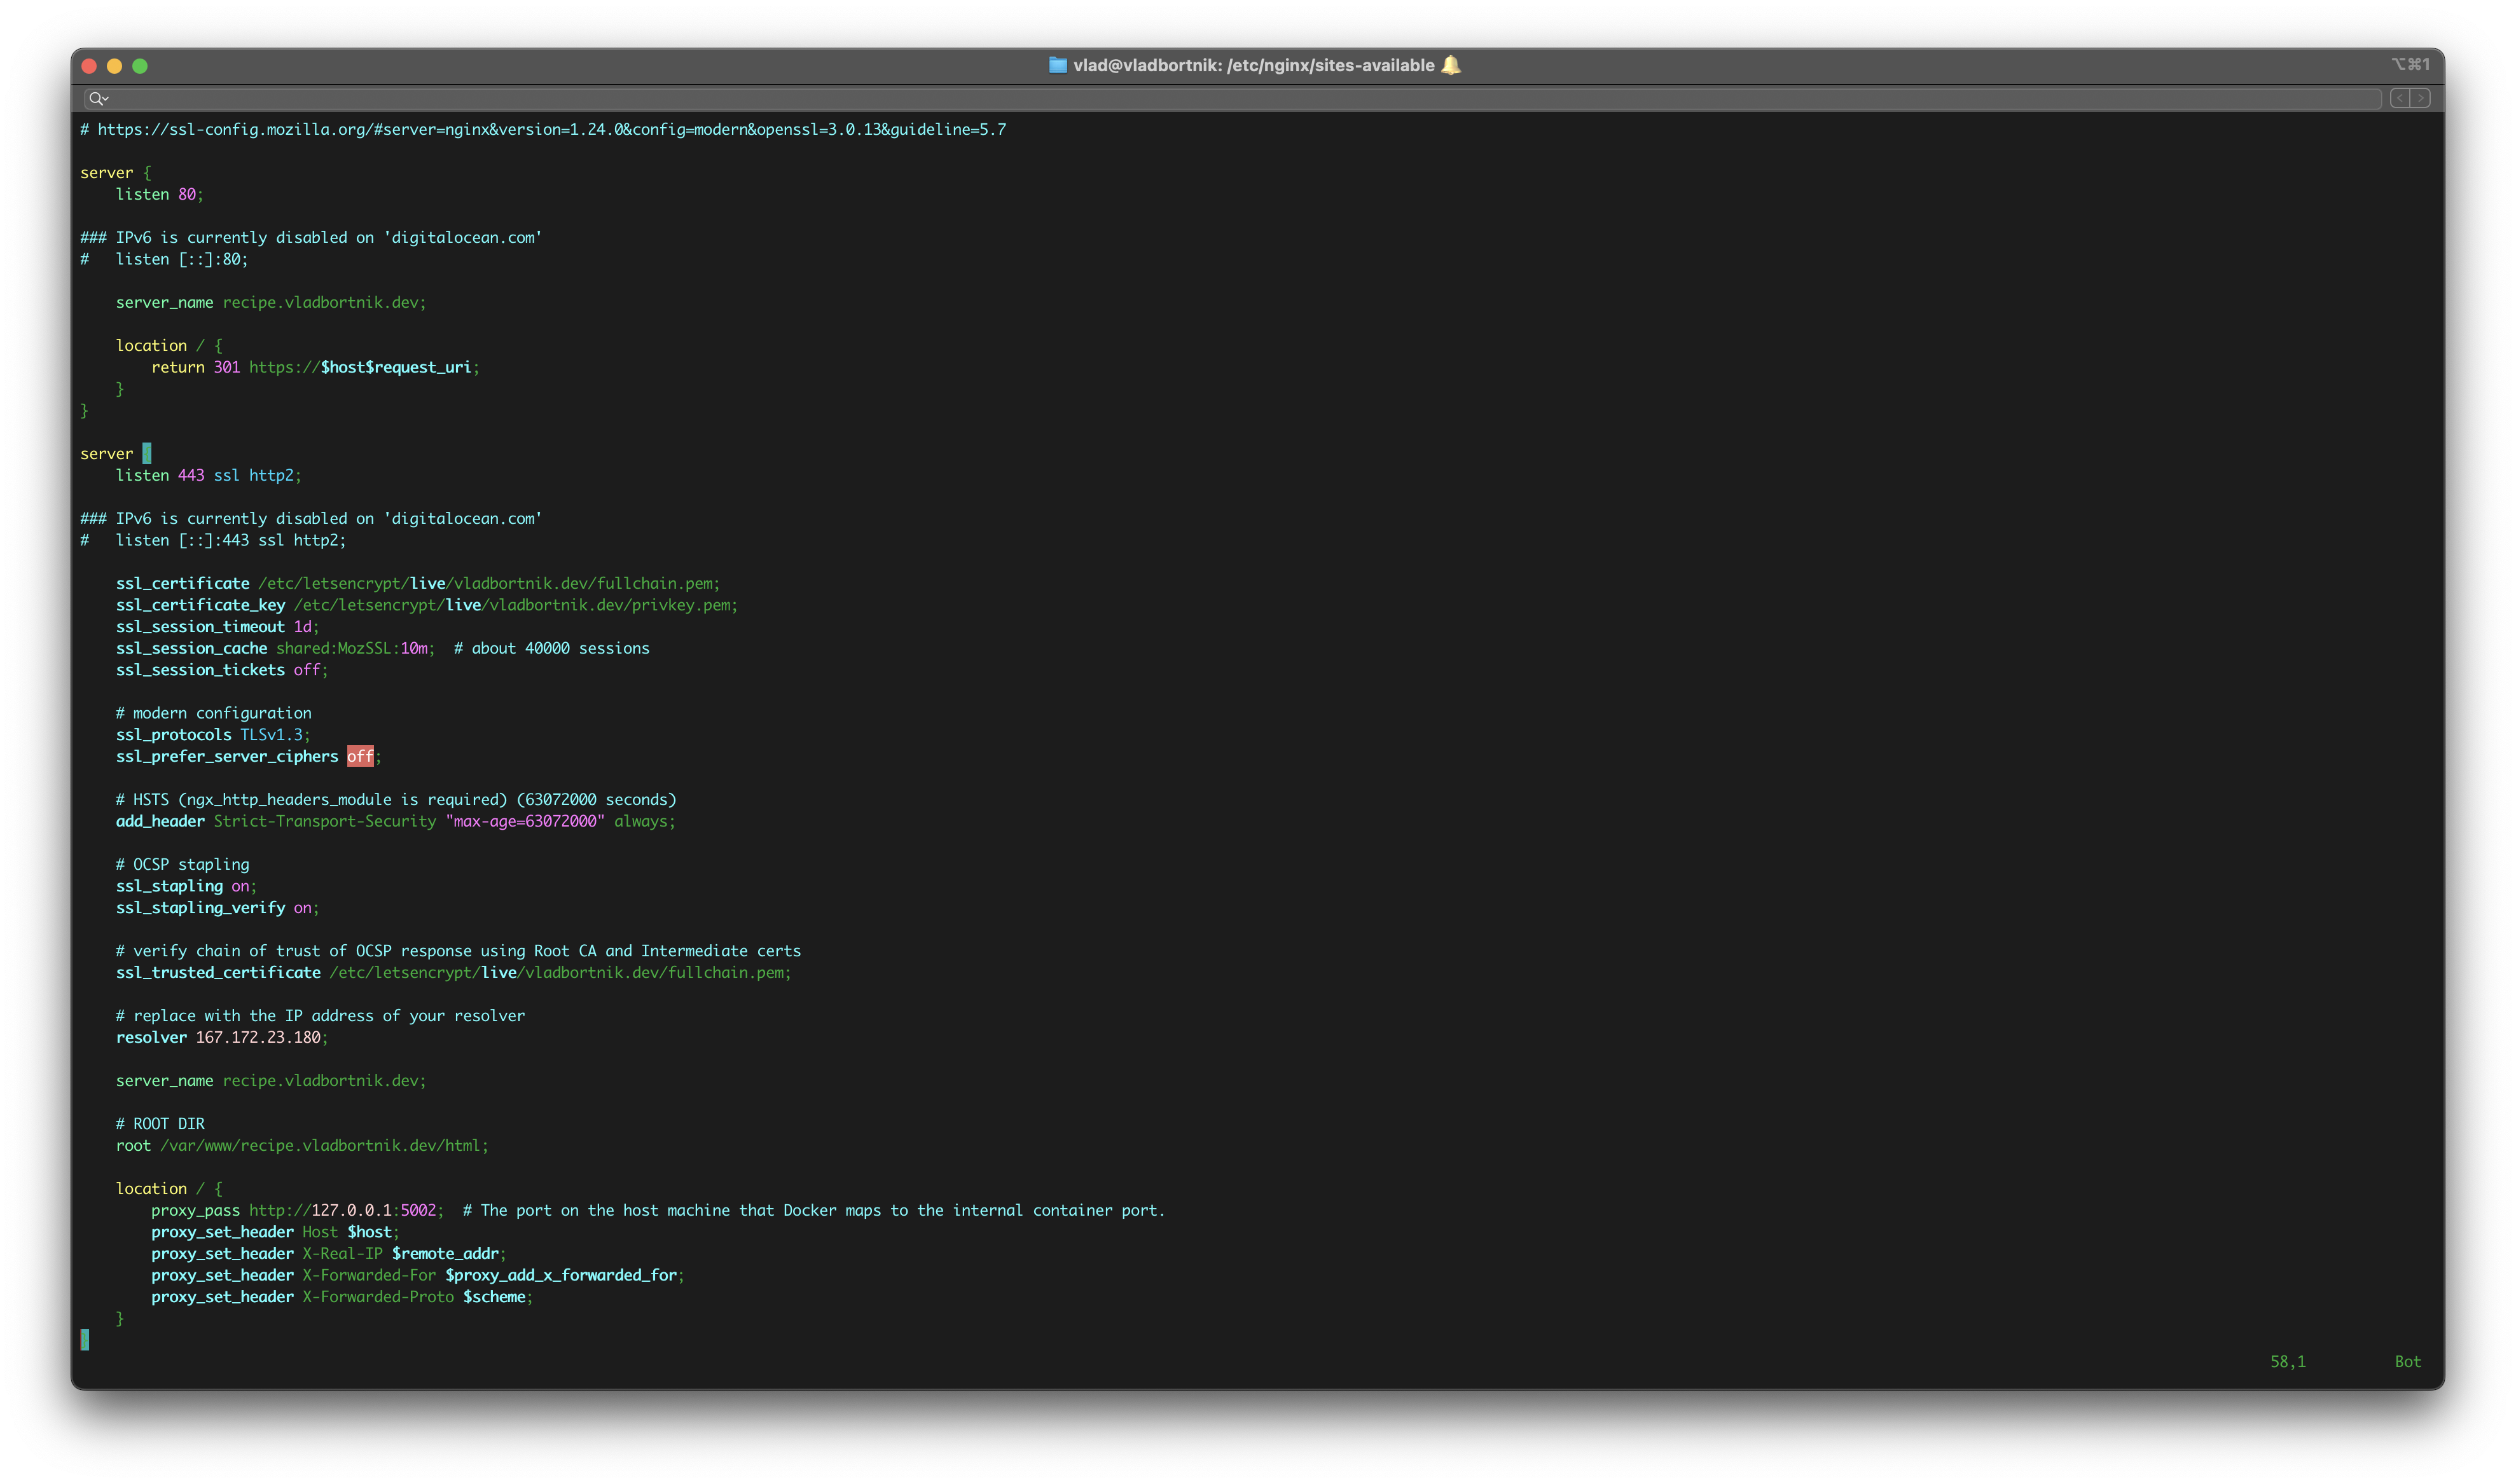 vlad@vladbortnik: /etc/nginx/sites-available
⌥⌘1
# https://ssl-config.mozilla.org/#server=nginx&version=1.24.0&config=modern&openssl=3.0.13&guideline=5.7
server {
    listen 80;
### IPv6 is currently disabled on 'digitalocean.com'
#   listen [::]:80;
    server_name recipe.vladbortnik.dev;
    location / {
        return 301 https://$host$request_uri;
    }
}
server {
    listen 443 ssl http2;
### IPv6 is currently disabled on 'digitalocean.com'
#   listen [::]:443 ssl http2;
    ssl_certificate /etc/letsencrypt/live/vladbortnik.dev/fullchain.pem;
    ssl_certificate_key /etc/letsencrypt/live/vladbortnik.dev/privkey.pem;
    ssl_session_timeout 1d;
    ssl_session_cache shared:MozSSL:10m;  # about 40000 sessions
    ssl_session_tickets off;
    # modern configuration
    ssl_protocols TLSv1.3;
    ssl_prefer_server_ciphers off;
    # HSTS (ngx_http_headers_module is required) (63072000 seconds)
    add_header Strict-Transport-Security "max-age=63072000" always;
    # OCSP stapling
    ssl_stapling on;
    ssl_stapling_verify on;
    # verify chain of trust of OCSP response using Root CA and Intermediate certs
    ssl_trusted_certificate /etc/letsencrypt/live/vladbortnik.dev/fullchain.pem;
    # replace with the IP address of your resolver
    resolver 167.172.23.180;
    server_name recipe.vladbortnik.dev;
    # ROOT DIR
    root /var/www/recipe.vladbortnik.dev/html;
    location / {
        proxy_pass http://127.0.0.1:5002;  # The port on the host machine that Docker maps to the internal container port.
        proxy_set_header Host $host;
        proxy_set_header X-Real-IP $remote_addr;
        proxy_set_header X-Forwarded-For $proxy_add_x_forwarded_for;
        proxy_set_header X-Forwarded-Proto $scheme;
    }
}
58,1 Bot